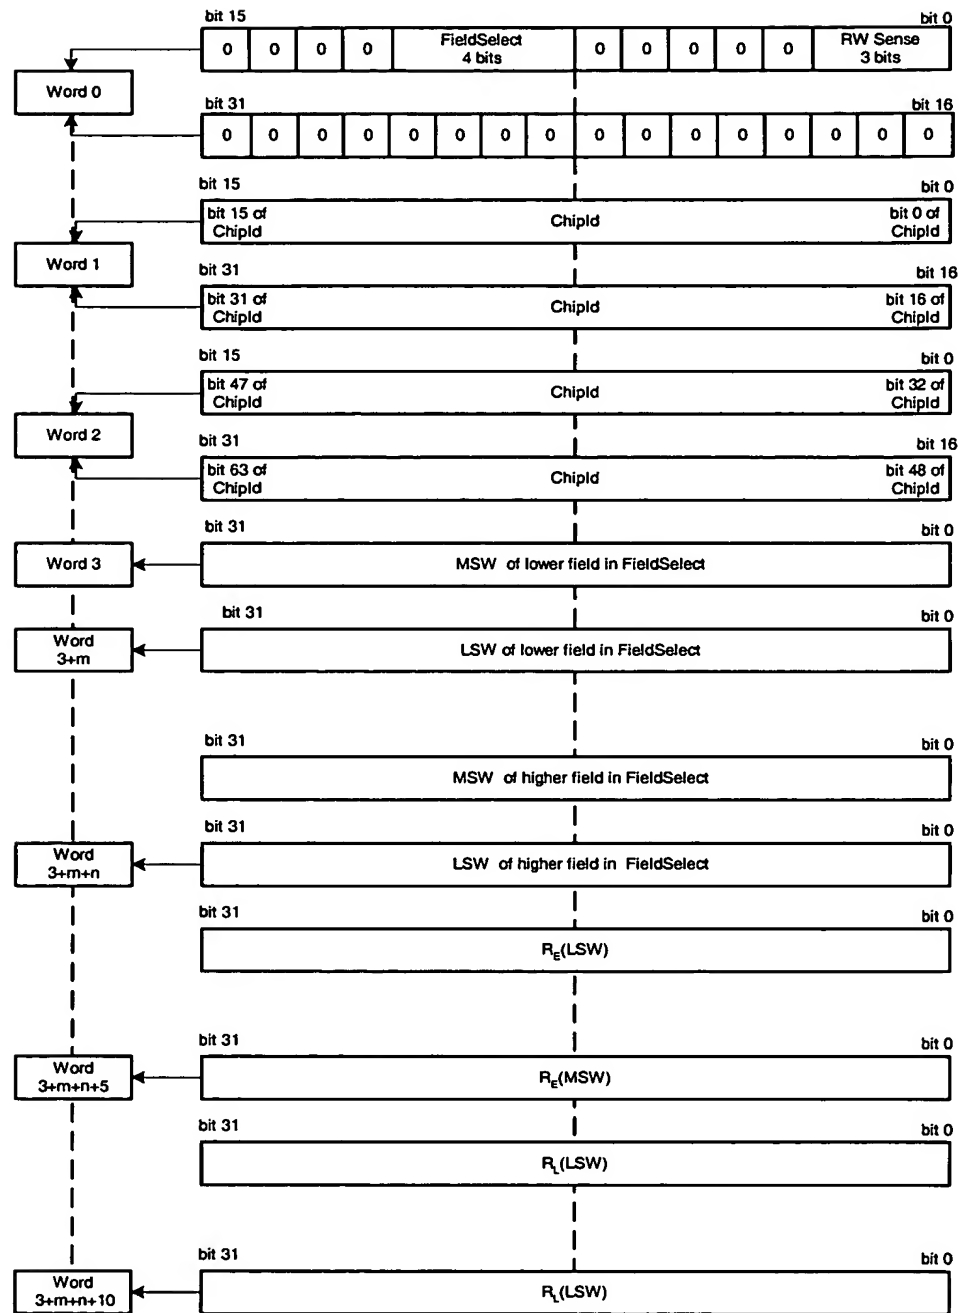 bit 15 bit 0
0 0 0 0 FieldSelect 4 bits 0 0 0 0 0 RW Sense 3 bits
Word 0
bit 31 bit 16
0 0 0 0 0 0 0 0 0 0 0 0 0 0 0 0
bit 15 bit 0
bit 15 of ChipId ChipId bit 0 of ChipId
Word 1
bit 31 bit 16
bit 31 of ChipId ChipId bit 16 of ChipId
bit 15 bit 0
bit 47 of ChipId ChipId bit 32 of ChipId
Word 2
bit 31 bit 16
bit 63 of ChipId ChipId bit 48 of ChipId
bit 31 bit 0
Word 3 MSW of lower field in FieldSelect
bit 31 bit 0
Word 3+m LSW of lower field in FieldSelect
bit 31 bit 0
MSW of higher field in FieldSelect
bit 31 bit 0
Word 3+m+n LSW of higher field in FieldSelect
bit 31 bit 0
RE(LSW)
bit 31 bit 0
Word 3+m+n+5 RE(MSW)
bit 31 bit 0
RL(LSW)
bit 31 bit 0
Word 3+m+n+10 RL(LSW)